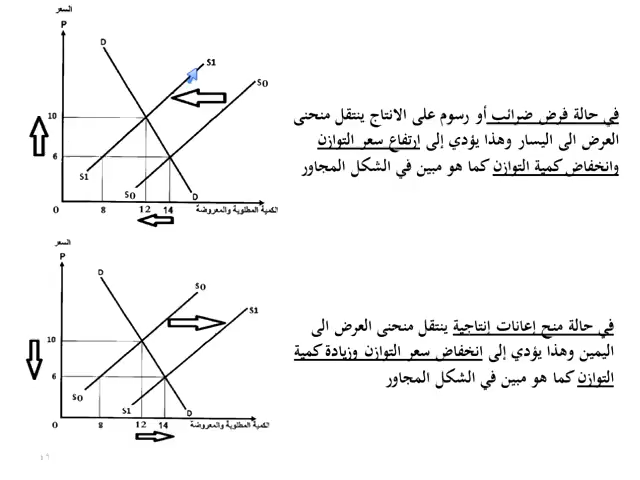 السعر
P
D
S1
S0
10
6
S1
S0
D
0
8
12
14
الكمية المطلوبة والمعروضة
في حالة فرض ضرائب أو رسوم على الانتاج ينتقل منحنى
العرض الى اليسار وهذا يؤدي إلى إرتفاع سعر التوازن
وانخفاض كمية التوازن كما هو مبين في الشكل المجاور
السعر
P
D
S0
S1
10
6
S0
S1
D
0
8
12
14
الكمية المطلوبة والمعروضة
في حالة منح إعانات إنتاجية ينتقل منحنى العرض الى
اليمين وهذا يؤدي إلى انخفاض سعر التوازن وزيادة كمية
التوازن كما هو مبين في الشكل المجاور